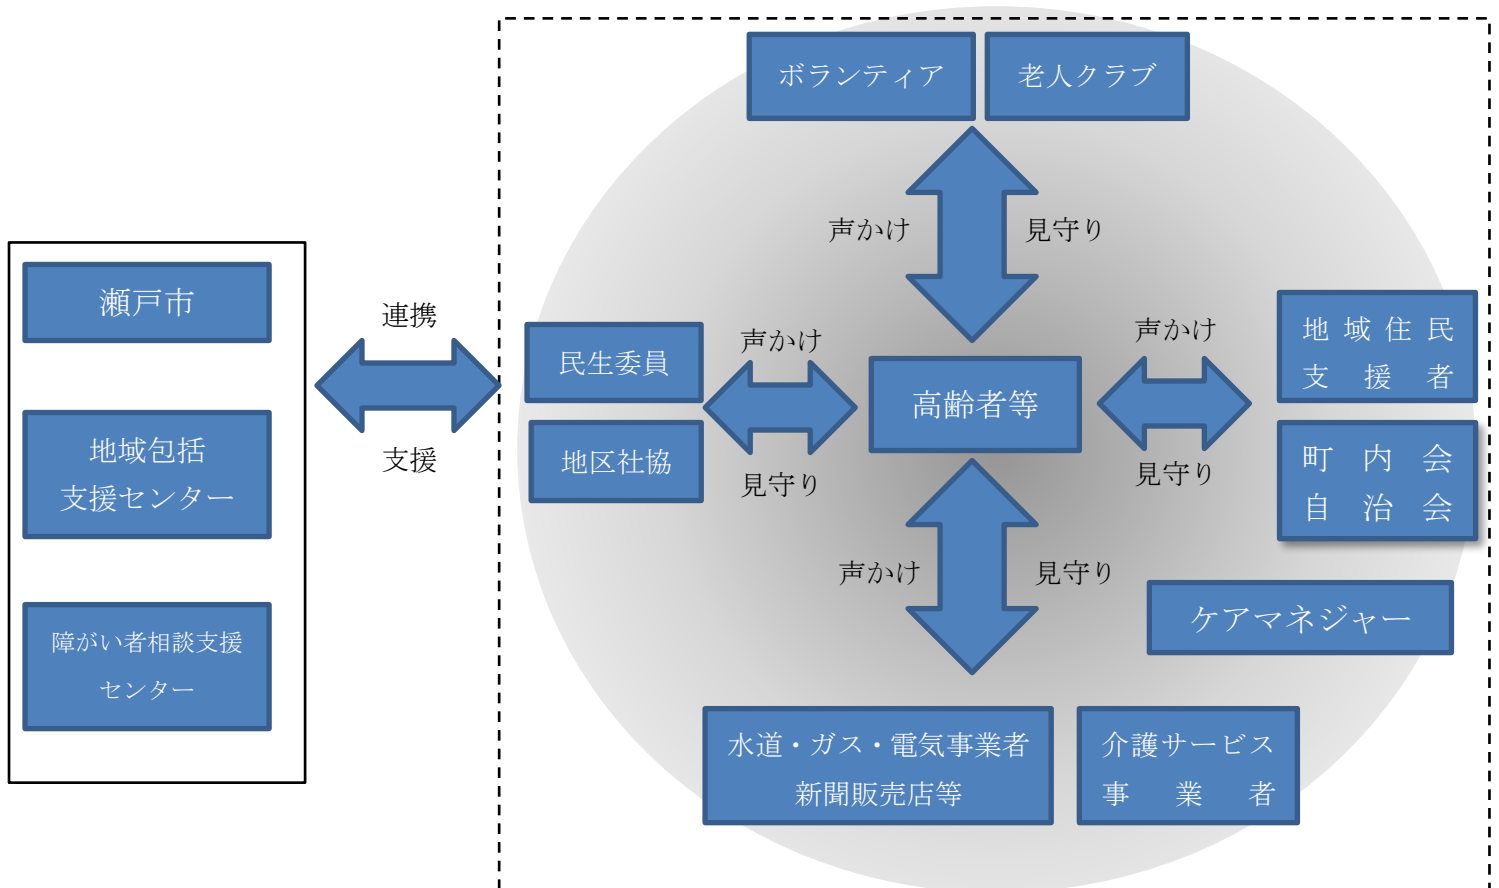 ボランティア
老人クラブ
声かけ
見守り
瀬戸市
地域包括
支援センター
障がい者相談支援
センター
連携
支援
民生委員
地区社協
声かけ
見守り
高齢者等
声かけ
見守り
地域住民
支援者
町内会
自治会
声かけ
見守り
ケアマネジャー
水道・ガス・電気事業者
新聞販売店等
介護サービス
事業者